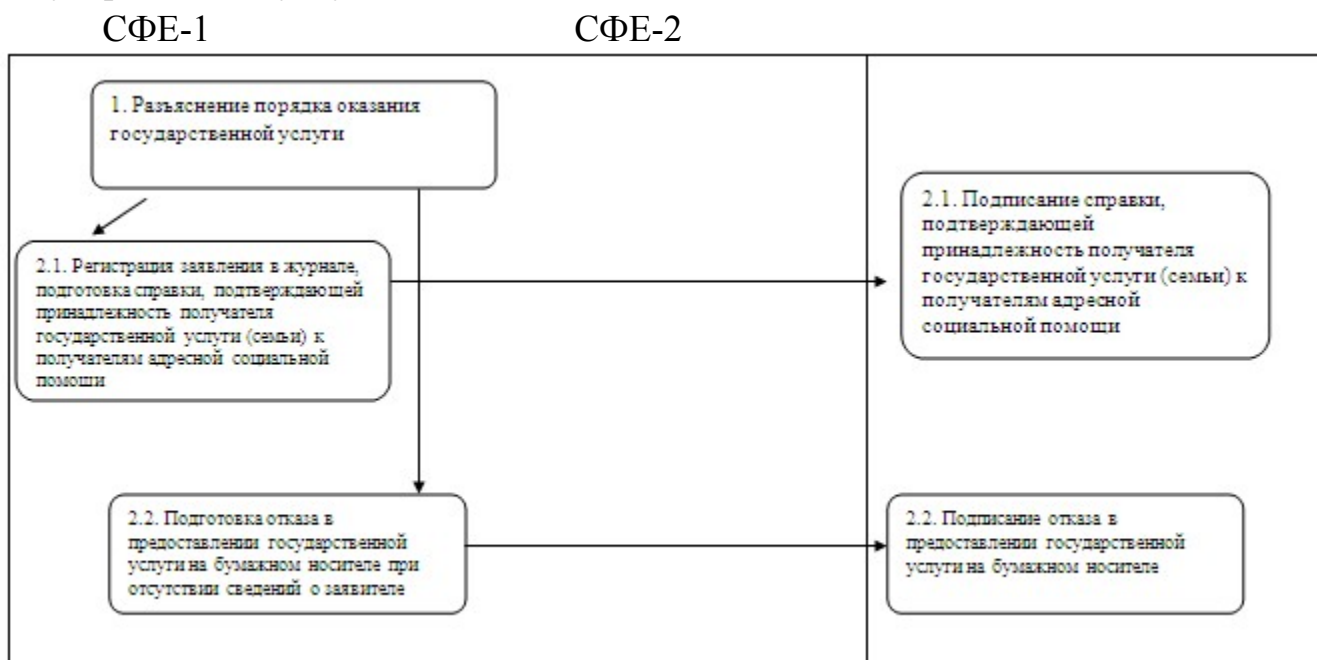 СФЕ-1 СФЕ-2
1. Разъяснение порядка оказания
государственной услуги
2.1. Регистрация заявления в журнале,
подготовка справки, подтверждающей
принадлежность получателя
государственной услуги (семьи) к
получателям адресной социальной
помощи
2.1. Подписание справки,
подтверждающей
принадлежность получателя
государственной услуги (семьи) к
получателям адресной
социальной помощи
2.2. Подготовка отказа в
предоставлении государственной
услуги на бумажном носителе при
отсутствии сведений о заявителе
2.2. Подписание отказа в
предоставлении государственной
услуги на бумажном носителе